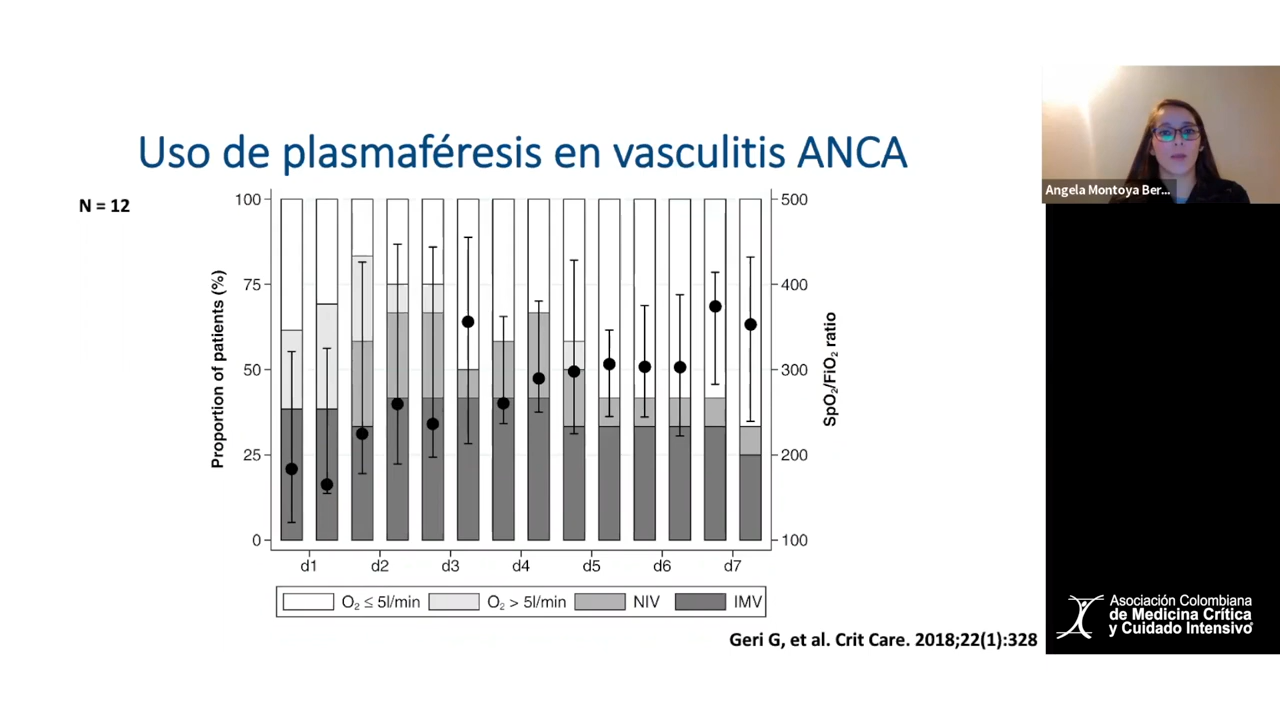 Uso de plasmaféresis en vasculitis ANCA
N = 12
Proportion of patients (%)
100
75
50
25
0
500
400
300
200
100
SpO₂/FiO₂ ratio
d1 d2 d3 d4 d5 d6 d7
O₂ ≤ 5l/min O₂ > 5l/min NIV IMV
Geri G, et al. Crit Care. 2018;22(1):328
Angela Montoya Ber...
Asociación Colombiana
de Medicina Crítica
y Cuidado Intensivo